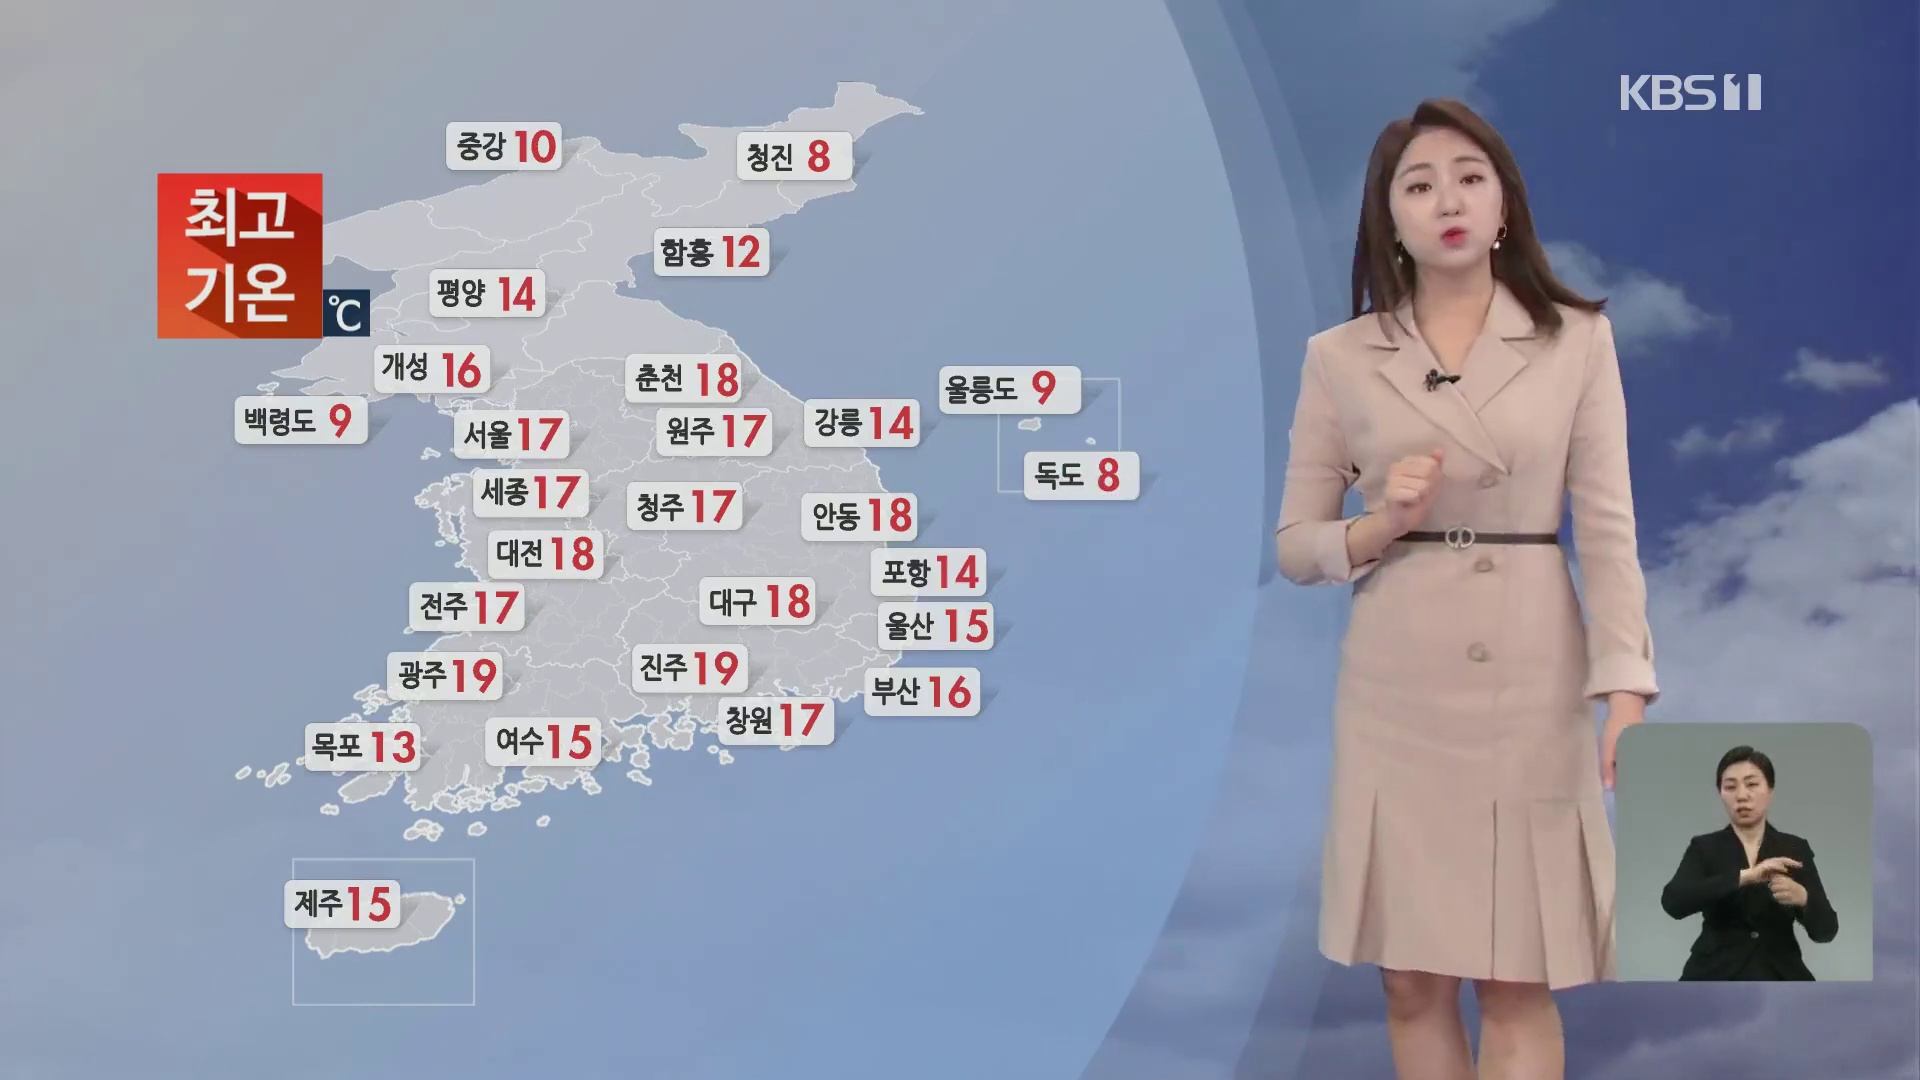 KBS 1
최고
기온
℃
중강 10
청진 8
함흥 12
평양 14
개성 16
춘천 18
울릉도 9
백령도 9
서울 17
원주 17
강릉 14
독도 8
세종 17
청주 17
안동 18
대전 18
포항 14
전주 17
대구 18
울산 15
광주 19
진주 19
부산 16
창원 17
목포 13
여수 15
제주 15